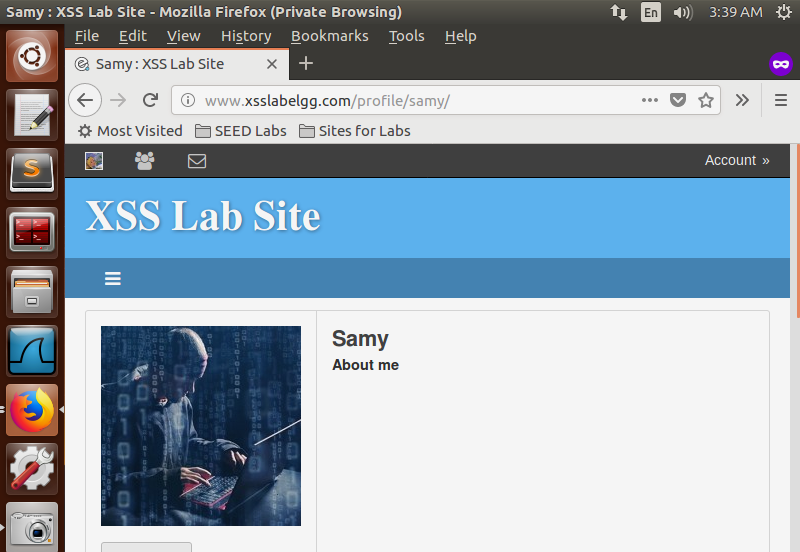 Samy : XSS Lab Site - Mozilla Firefox (Private Browsing)
En
3:39 AM
File Edit View History Bookmarks Tools Help
Samy : XSS Lab Site
www.xsslabelgg.com/profile/samy/
Most Visited SEED Labs Sites for Labs
Account »
XSS Lab Site
Samy
About me